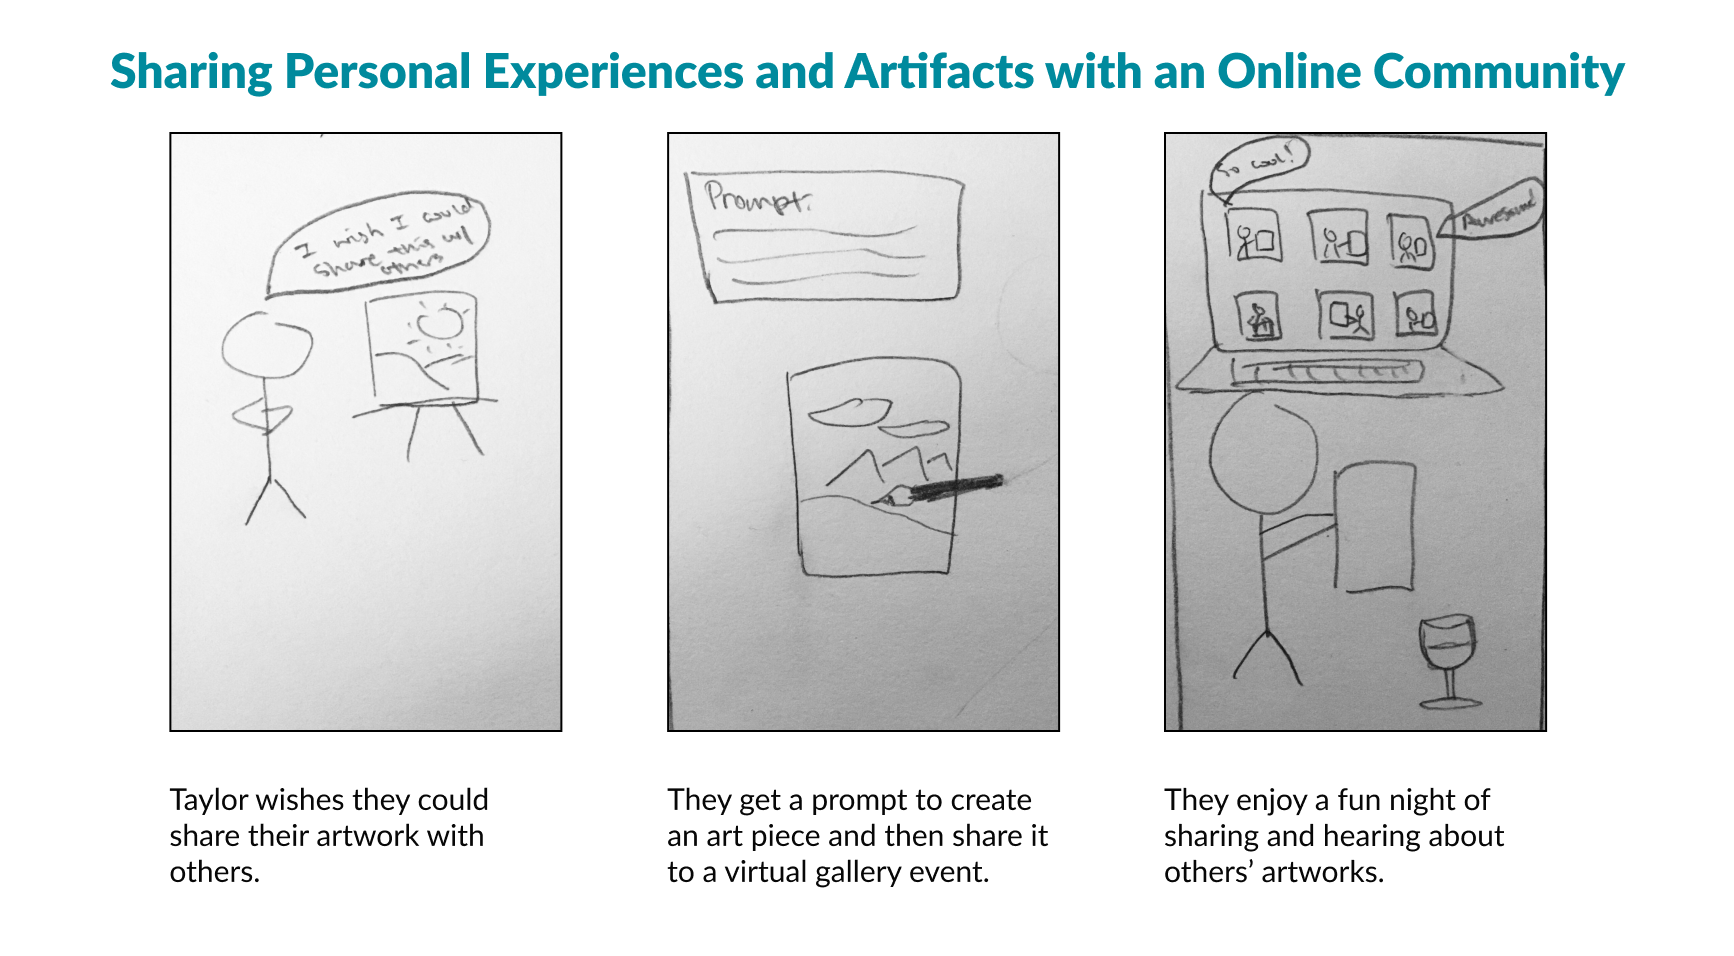 Sharing Personal Experiences and Artifacts with an Online Community
I wish I could
share this w/
others
Prompt:
So cool!
Awesome!
Taylor wishes they could
share their artwork with
others.
They get a prompt to create
an art piece and then share it
to a virtual gallery event.
They enjoy a fun night of
sharing and hearing about
others’ artworks.